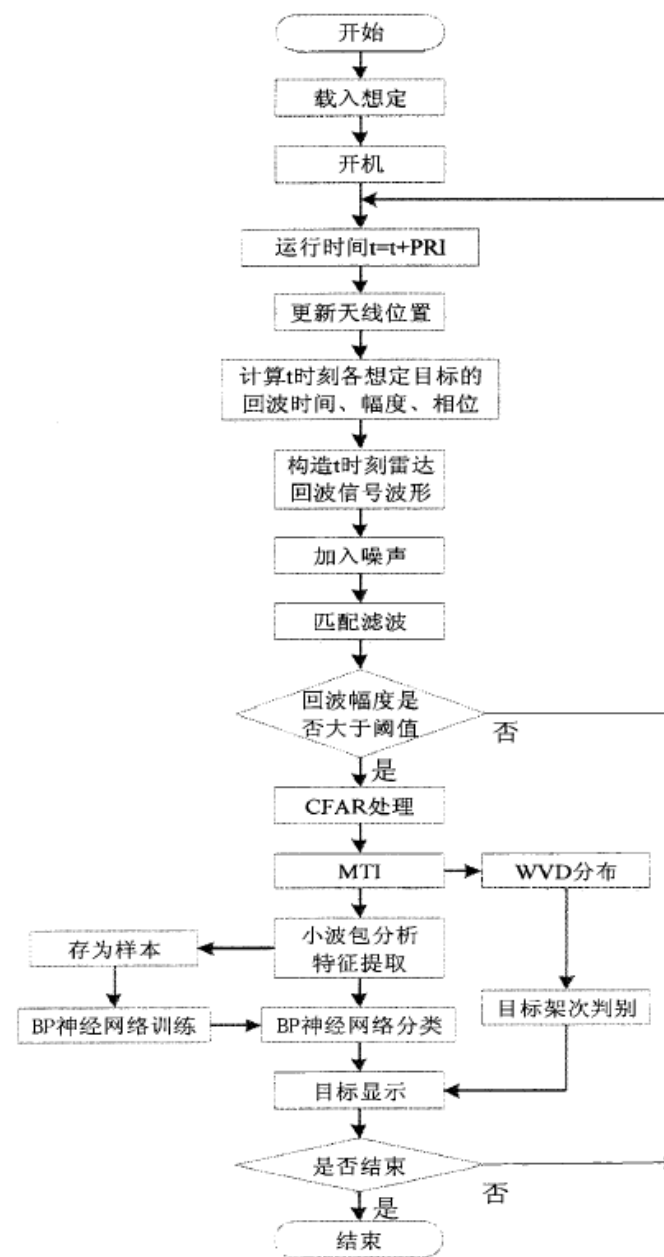 开始
载入想定
开机
运行时间t=t+PRI
更新天线位置
计算t时刻各想定目标的
回波时间、幅度、相位
构造t时刻雷达
回波信号波形
加入噪声
匹配滤波
回波幅度是
否大于阈值
否
是
CFAR处理
MTI
WVD分布
小波包分析
特征提取
存为样本
BP神经网络训练
BP神经网络分类
目标架次判别
目标显示
是否结束
否
是
结束